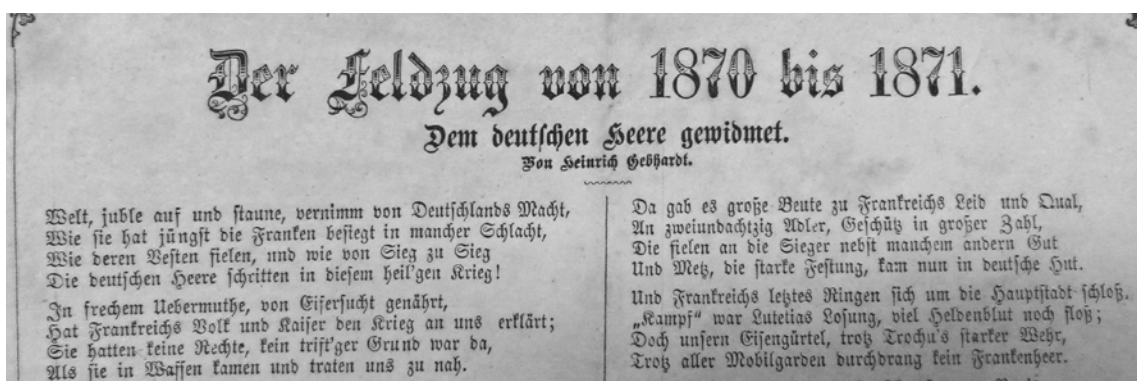 Der Feldzug von 1870 bis 1871.
Dem deutschen Heere gewidmet.
Von Heinrich Gebhardt.
Welt, juble auf und staune, vernimm von Deutschlands Macht,
Wie sie hat jüngst die Franken besiegt in mancher Schlacht,
Wie deren Vesten fielen, und wie von Sieg zu Sieg
Die deutschen Heere schritten in diesem heil'gen Krieg!
In frechem Uebermuthe, von Eifersucht genährt,
Hat Frankreichs Volk und Kaiser den Krieg an uns erklärt;
Sie hatten keine Rechte, kein trift'ger Grund war da,
Als sie in Waffen kamen und traten uns zu nah.
Da gab es große Beute zu Frankreichs Leid und Qual,
An zweiundachtzig Adler, Geschütz in großer Zahl,
Die fielen an die Sieger nebst manchem andern Gut
Und Metz, die starke Festung, kam nun in deutsche Hut.
Und Frankreichs letztes Ringen sich um die Hauptstadt schloß.
„Kampf" war Lutetias Losung, viel Heldenblut noch floß;
Doch unsern Eisengürtel, trotz Trochu's starker Wehr,
Trotz aller Mobilgarden durchdrang kein Frankenheer.